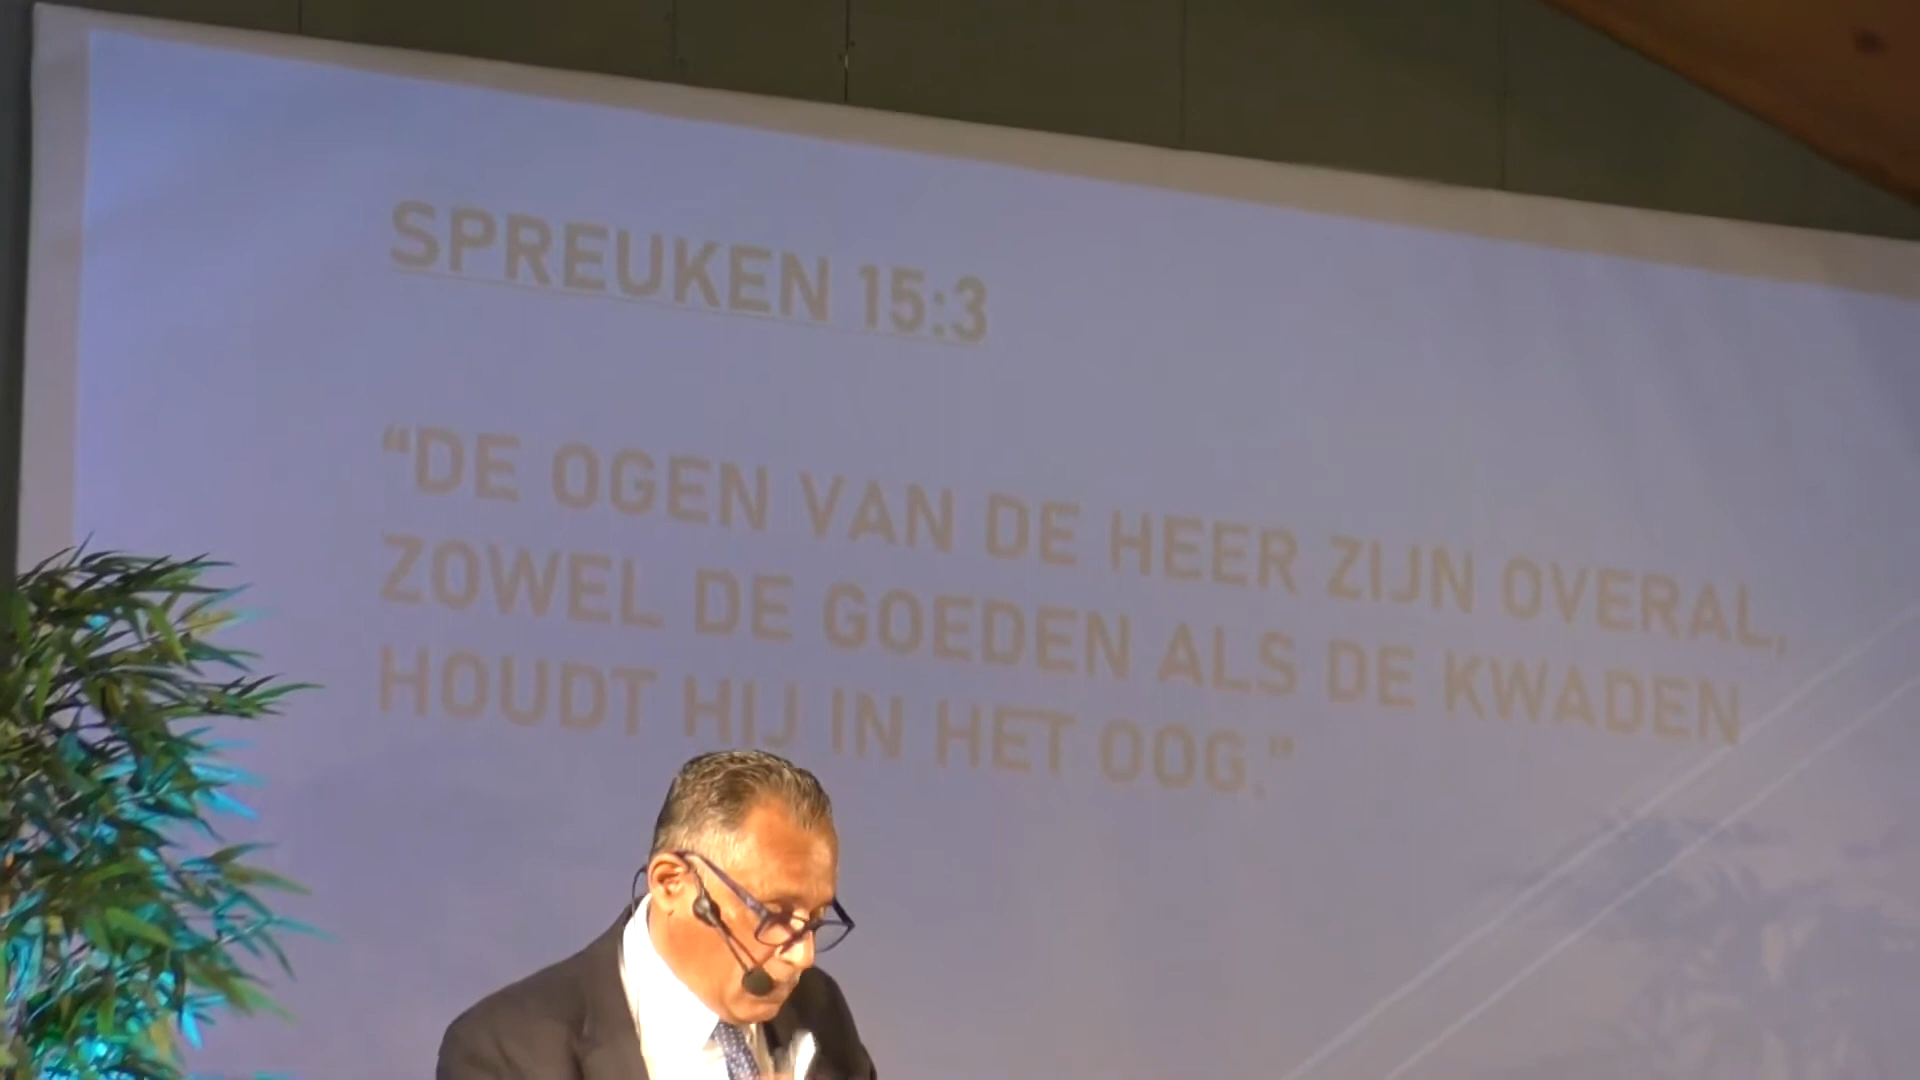 SPREUKEN 15:3
“DE OGEN VAN DE HEER ZIJN OVERAL,
ZOWEL DE GOEDEN ALS DE KWADEN
HOUDT HIJ IN HET OOG."